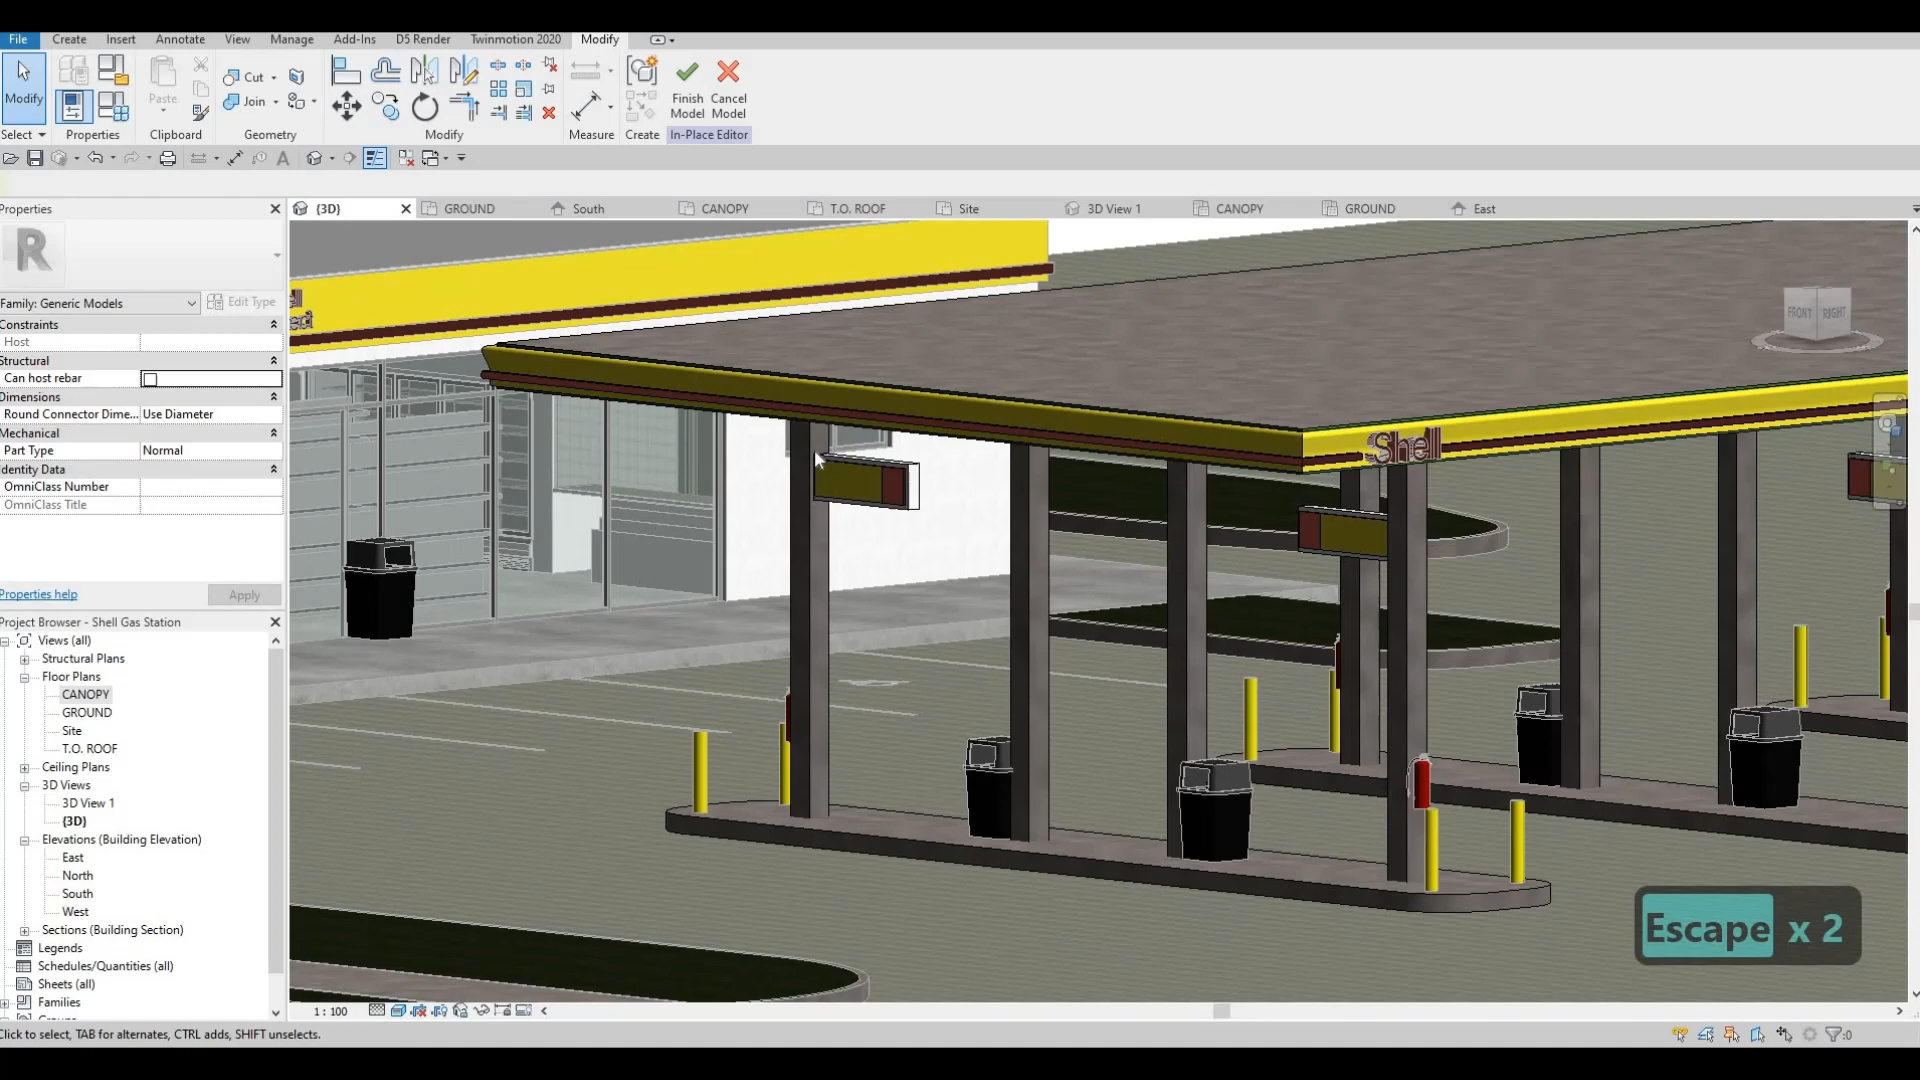 File Create Insert Annotate View Manage Add-Ins D5 Render Twinmotion 2020 Modify
Modify
Paste
Cut
Join
Finish Model
Cancel Model
Select Properties Clipboard Geometry Modify Measure Create In-Place Editor
Properties
{3D} GROUND South CANOPY T.O. ROOF Site 3D View 1 CANOPY GROUND East
Family: Generic Models Edit Type
Constraints
Host
Structural
Can host rebar
Dimensions
Round Connector Dime... Use Diameter
Mechanical
Part Type Normal
Identity Data
OmniClass Number
OmniClass Title
Properties help Apply
Project Browser - Shell Gas Station
Views (all)
Structural Plans
Floor Plans
CANOPY
GROUND
Site
T.O. ROOF
Ceiling Plans
3D Views
3D View 1
{3D}
Elevations (Building Elevation)
East
North
South
West
Sections (Building Section)
Legends
Schedules/Quantities (all)
Sheets (all)
Families
FRONT RIGHT
Shell
Escape x 2
1 : 100
Click to select, TAB for alternates, CTRL adds, SHIFT unselects.
:0